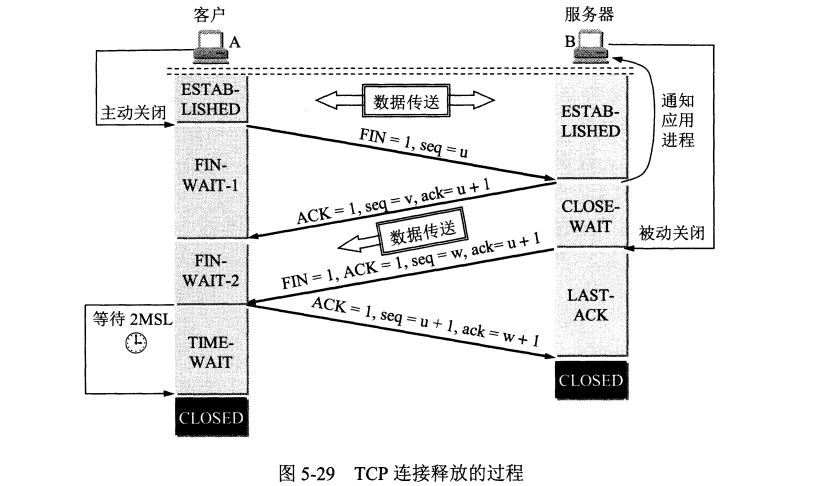 客户
服务器
A
B
ESTAB-
LISHED
数据传送
通知
应用
进程
主动关闭
ESTAB-
LISHED
FIN = 1, seq = u
FIN-
WAIT-1
ACK = 1, seq = v, ack= u + 1
CLOSE-
WAIT
数据传送
被动关闭
FIN = 1, ACK = 1, seq = w, ack= u + 1
FIN-
WAIT-2
ACK = 1, seq = u + 1, ack = w + 1
LAST-
ACK
等待 2MSL
TIME-
WAIT
CLOSED
CLOSED
图 5-29 TCP 连接释放的过程